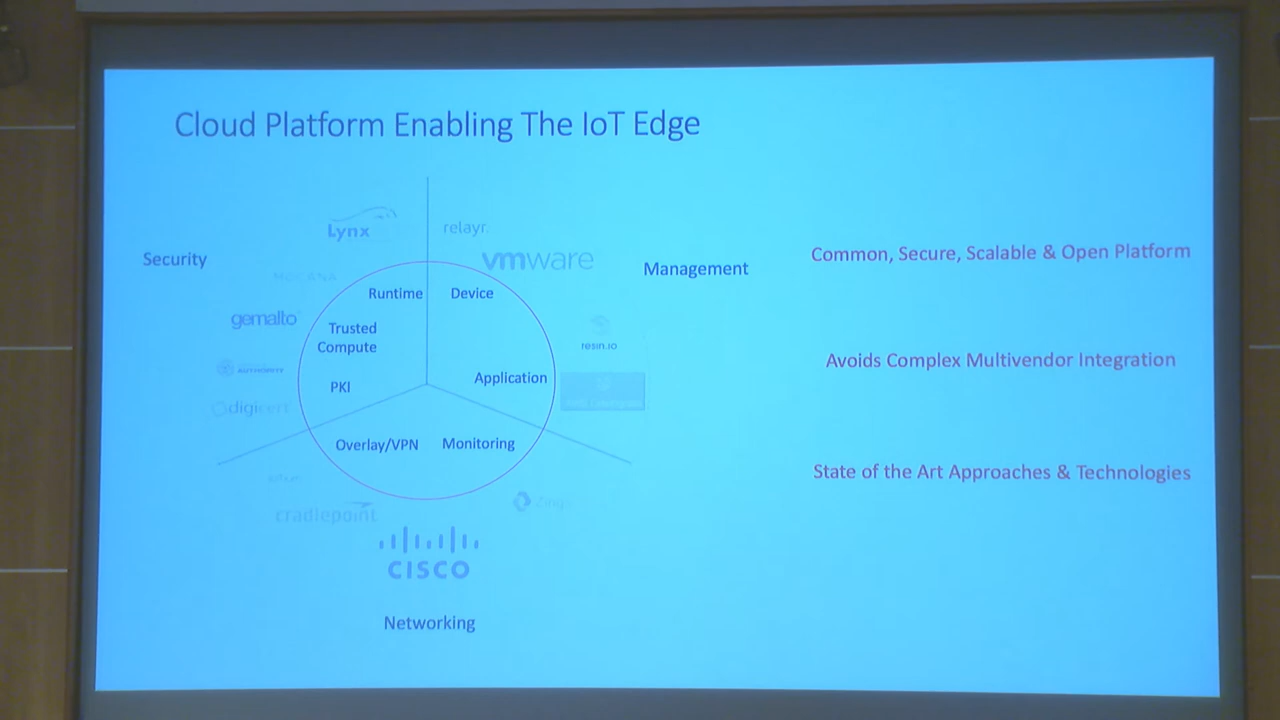 Cloud Platform Enabling The IoT Edge
Lynx
relayr.
Security
vmware
Management
Common, Secure, Scalable & Open Platform
MOCANA
Runtime
Device
gemalto
Trusted
Compute
resin.io
Avoids Complex Multivendor Integration
AUTHORITY
PKI
Application
digicert
Overlay/VPN
Monitoring
State of the Art Approaches & Technologies
cradlepoint
CISCO
Networking